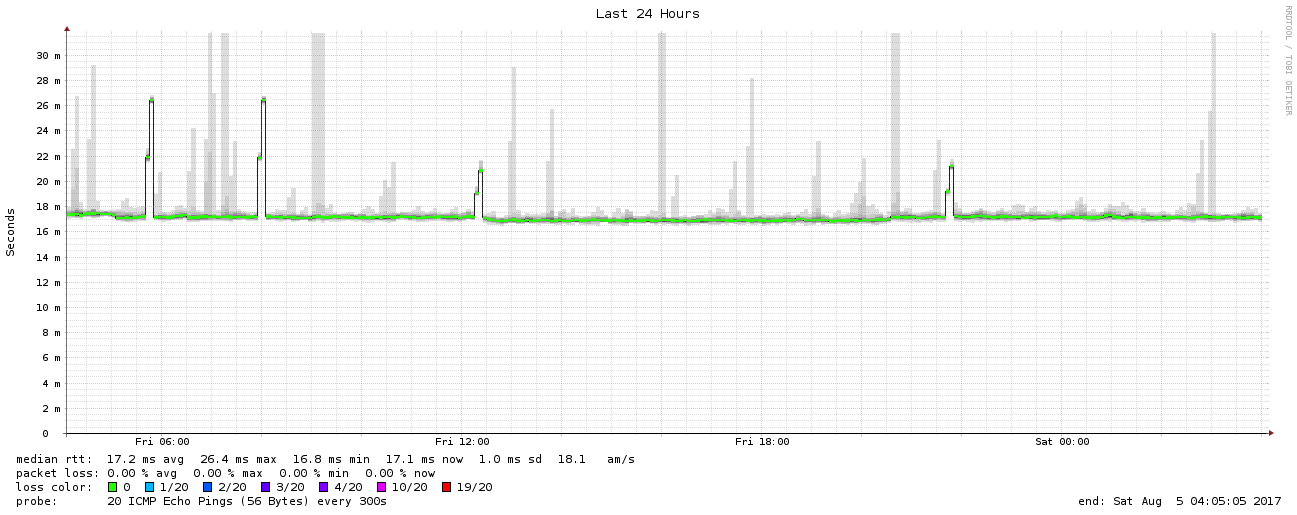 Last 24 Hours
RRDTOOL / TOBI OETIKER
Seconds
30 m
28 m
26 m
24 m
22 m
20 m
18 m
16 m
14 m
12 m
10 m
8 m
6 m
4 m
2 m
0
Fri 06:00 Fri 12:00 Fri 18:00 Sat 00:00
median rtt: 17.2 ms avg 26.4 ms max 16.8 ms min 17.1 ms now 1.0 ms sd 18.1 am/s
packet loss: 0.00 % avg 0.00 % max 0.00 % min 0.00 % now
loss color: 0 1/20 2/20 3/20 4/20 10/20 19/20
probe: 20 ICMP Echo Pings (56 Bytes) every 300s end: Sat Aug 5 04:05:05 2017